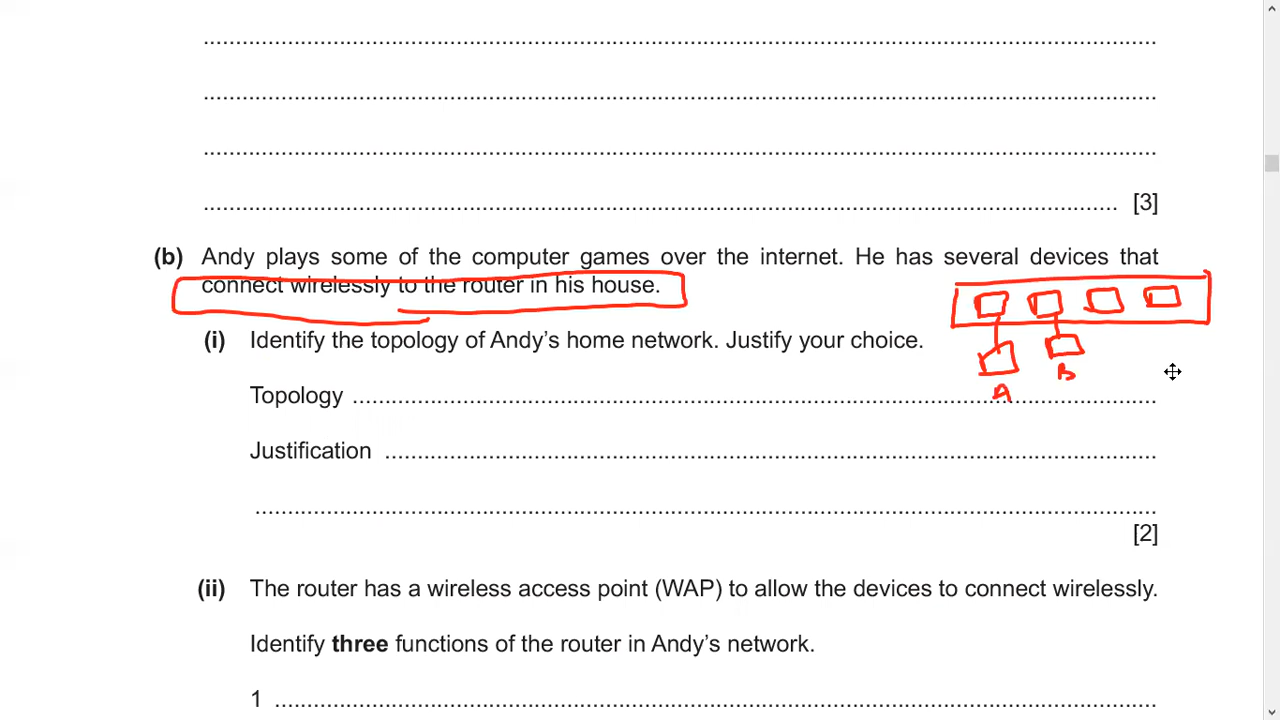 ................................................................................................
................................................................................................
................................................................................................
................................................................................................ [3]
(b) Andy plays some of the computer games over the internet. He has several devices that
connect wirelessly to the router in his house.
(i) Identify the topology of Andy's home network. Justify your choice.
Topology ................................................................................................
A B
Justification ................................................................................................
................................................................................................
[2]
(ii) The router has a wireless access point (WAP) to allow the devices to connect wirelessly.
Identify three functions of the router in Andy's network.
1 ................................................................................................